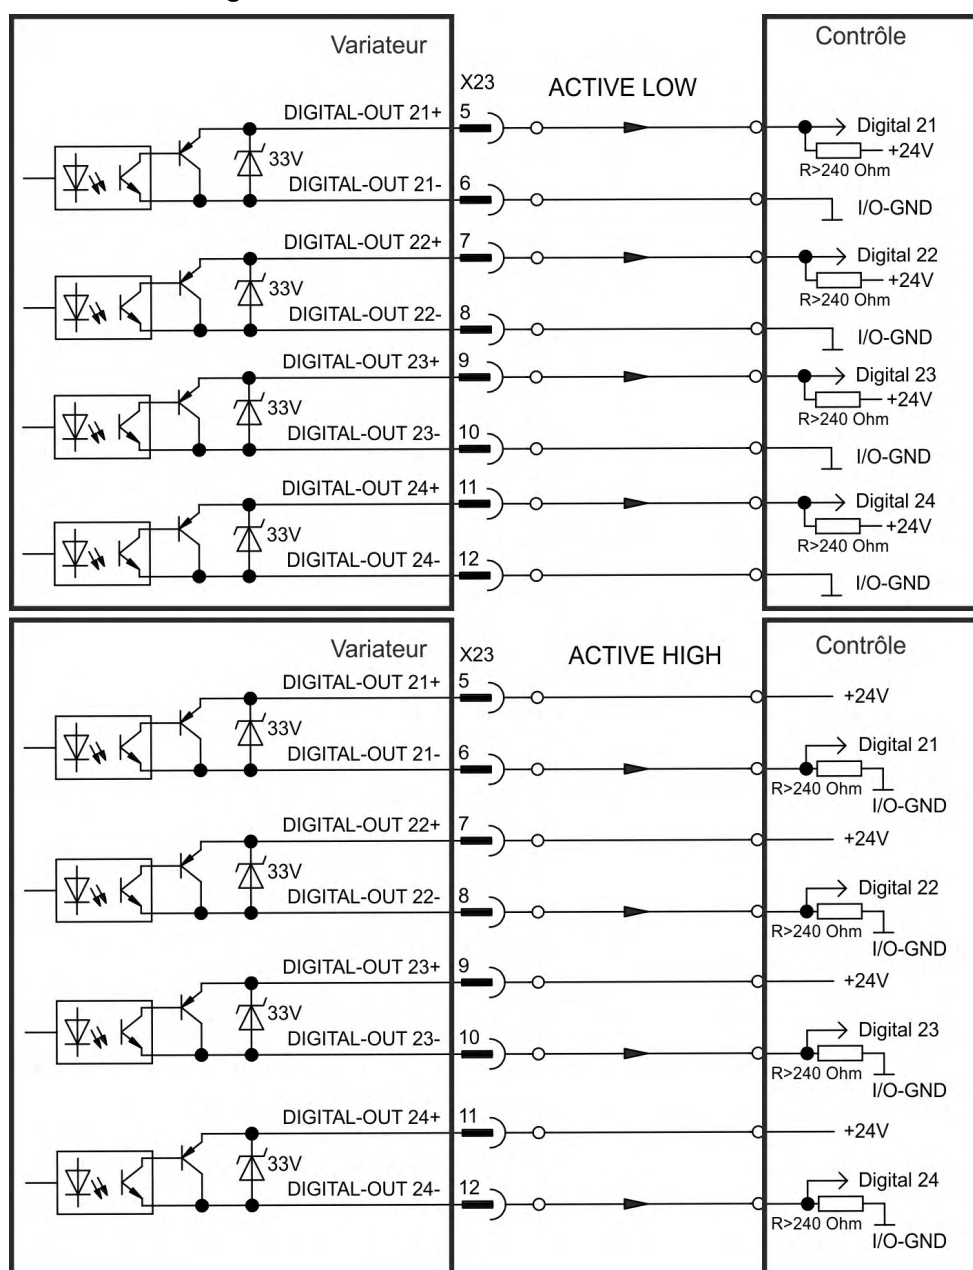 Variateur
Contrôle
X23
ACTIVE LOW
DIGITAL-OUT 21+
5
Digital 21
33V
+24V
R>240 Ohm
DIGITAL-OUT 21-
6
I/O-GND
DIGITAL-OUT 22+
7
Digital 22
33V
+24V
R>240 Ohm
DIGITAL-OUT 22-
8
I/O-GND
DIGITAL-OUT 23+
9
Digital 23
33V
+24V
R>240 Ohm
DIGITAL-OUT 23-
10
I/O-GND
DIGITAL-OUT 24+
11
Digital 24
33V
+24V
R>240 Ohm
DIGITAL-OUT 24-
12
I/O-GND
Variateur
Contrôle
X23
ACTIVE HIGH
DIGITAL-OUT 21+
5
+24V
33V
DIGITAL-OUT 21-
6
Digital 21
R>240 Ohm
I/O-GND
DIGITAL-OUT 22+
7
+24V
33V
DIGITAL-OUT 22-
8
Digital 22
R>240 Ohm
I/O-GND
DIGITAL-OUT 23+
9
+24V
33V
DIGITAL-OUT 23-
10
Digital 23
R>240 Ohm
I/O-GND
DIGITAL-OUT 24+
11
+24V
33V
DIGITAL-OUT 24-
12
Digital 24
R>240 Ohm
I/O-GND